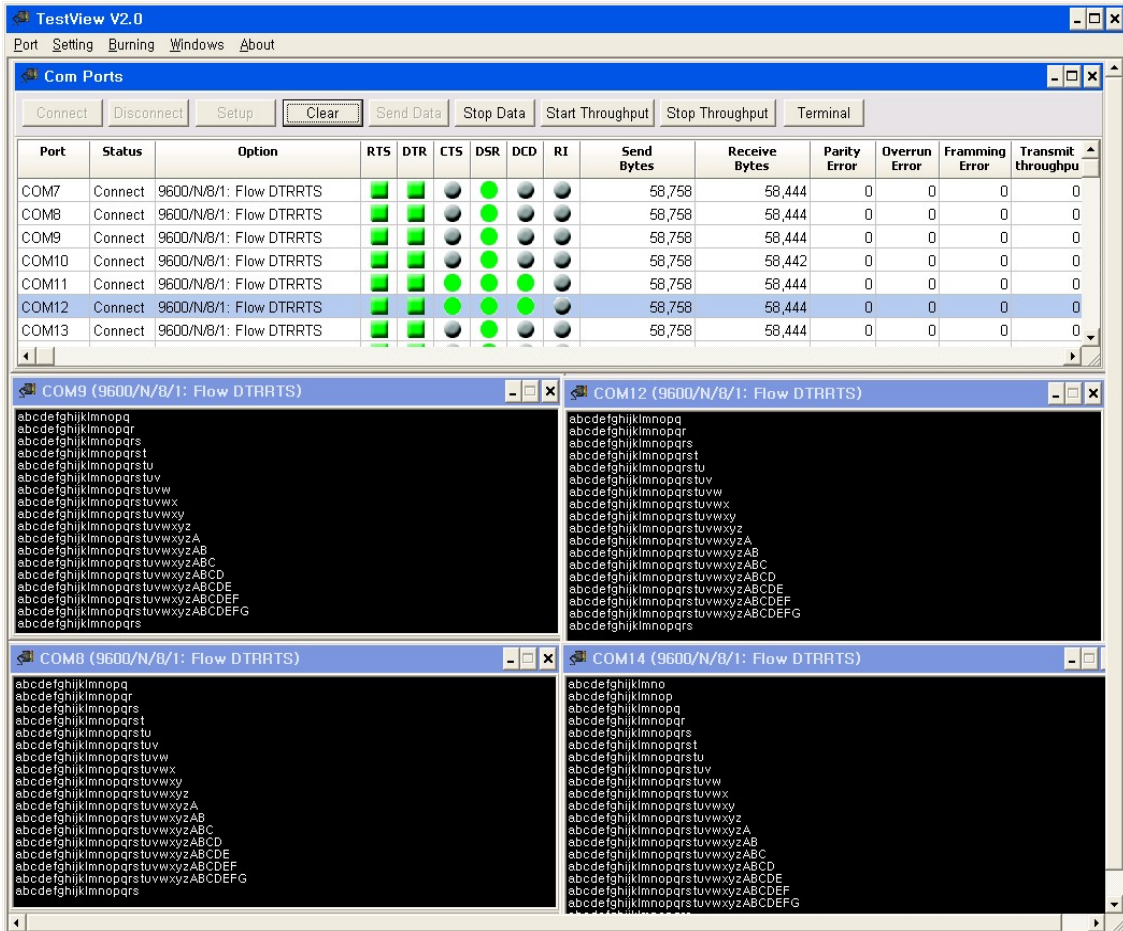 TestView V2.0
Port Setting Burning Windows About
Com Ports
Connect Disconnect Setup Clear Send Data Stop Data Start Throughput Stop Throughput Terminal
Port Status Option RTS DTR CTS DSR DCD RI Send Bytes Receive Bytes Parity Error Overrun Error Framming Error Transmit throughpu
COM7 Connect 9600/N/8/1: Flow DTRRTS 58,758 58,444 0 0 0 0
COM8 Connect 9600/N/8/1: Flow DTRRTS 58,758 58,444 0 0 0 0
COM9 Connect 9600/N/8/1: Flow DTRRTS 58,758 58,444 0 0 0 0
COM10 Connect 9600/N/8/1: Flow DTRRTS 58,758 58,442 0 0 0 0
COM11 Connect 9600/N/8/1: Flow DTRRTS 58,758 58,444 0 0 0 0
COM12 Connect 9600/N/8/1: Flow DTRRTS 58,758 58,444 0 0 0 0
COM13 Connect 9600/N/8/1: Flow DTRRTS 58,758 58,444 0 0 0 0
COM9 (9600/N/8/1: Flow DTRRTS)
abcdefghijklmnopq
abcdefghijklmnopqr
abcdefghijklmnopqrs
abcdefghijklmnopqrst
abcdefghijklmnopqrstu
abcdefghijklmnopqrstuv
abcdefghijklmnopqrstuvw
abcdefghijklmnopqrstuvwx
abcdefghijklmnopqrstuvwxy
abcdefghijklmnopqrstuvwxyz
abcdefghijklmnopqrstuvwxyzA
abcdefghijklmnopqrstuvwxyzAB
abcdefghijklmnopqrstuvwxyzABC
abcdefghijklmnopqrstuvwxyzABCD
abcdefghijklmnopqrstuvwxyzABCDE
abcdefghijklmnopqrstuvwxyzABCDEF
abcdefghijklmnopqrstuvwxyzABCDEFG
abcdefghijklmnopqrs
COM12 (9600/N/8/1: Flow DTRRTS)
abcdefghijklmnopq
abcdefghijklmnopqr
abcdefghijklmnopqrs
abcdefghijklmnopqrst
abcdefghijklmnopqrstu
abcdefghijklmnopqrstuv
abcdefghijklmnopqrstuvw
abcdefghijklmnopqrstuvwx
abcdefghijklmnopqrstuvwxy
abcdefghijklmnopqrstuvwxyz
abcdefghijklmnopqrstuvwxyzA
abcdefghijklmnopqrstuvwxyzAB
abcdefghijklmnopqrstuvwxyzABC
abcdefghijklmnopqrstuvwxyzABCD
abcdefghijklmnopqrstuvwxyzABCDE
abcdefghijklmnopqrstuvwxyzABCDEF
abcdefghijklmnopqrstuvwxyzABCDEFG
abcdefghijklmnopqrs
COM8 (9600/N/8/1: Flow DTRRTS)
abcdefghijklmnopq
abcdefghijklmnopqr
abcdefghijklmnopqrs
abcdefghijklmnopqrst
abcdefghijklmnopqrstu
abcdefghijklmnopqrstuv
abcdefghijklmnopqrstuvw
abcdefghijklmnopqrstuvwx
abcdefghijklmnopqrstuvwxy
abcdefghijklmnopqrstuvwxyz
abcdefghijklmnopqrstuvwxyzA
abcdefghijklmnopqrstuvwxyzAB
abcdefghijklmnopqrstuvwxyzABC
abcdefghijklmnopqrstuvwxyzABCD
abcdefghijklmnopqrstuvwxyzABCDE
abcdefghijklmnopqrstuvwxyzABCDEF
abcdefghijklmnopqrstuvwxyzABCDEFG
abcdefghijklmnopqrs
COM14 (9600/N/8/1: Flow DTRRTS)
abcdefghijklmno
abcdefghijklmnop
abcdefghijklmnopq
abcdefghijklmnopqr
abcdefghijklmnopqrs
abcdefghijklmnopqrst
abcdefghijklmnopqrstu
abcdefghijklmnopqrstuv
abcdefghijklmnopqrstuvw
abcdefghijklmnopqrstuvwx
abcdefghijklmnopqrstuvwxy
abcdefghijklmnopqrstuvwxyz
abcdefghijklmnopqrstuvwxyzA
abcdefghijklmnopqrstuvwxyzAB
abcdefghijklmnopqrstuvwxyzABC
abcdefghijklmnopqrstuvwxyzABCD
abcdefghijklmnopqrstuvwxyzABCDE
abcdefghijklmnopqrstuvwxyzABCDEF
abcdefghijklmnopqrstuvwxyzABCDEFG